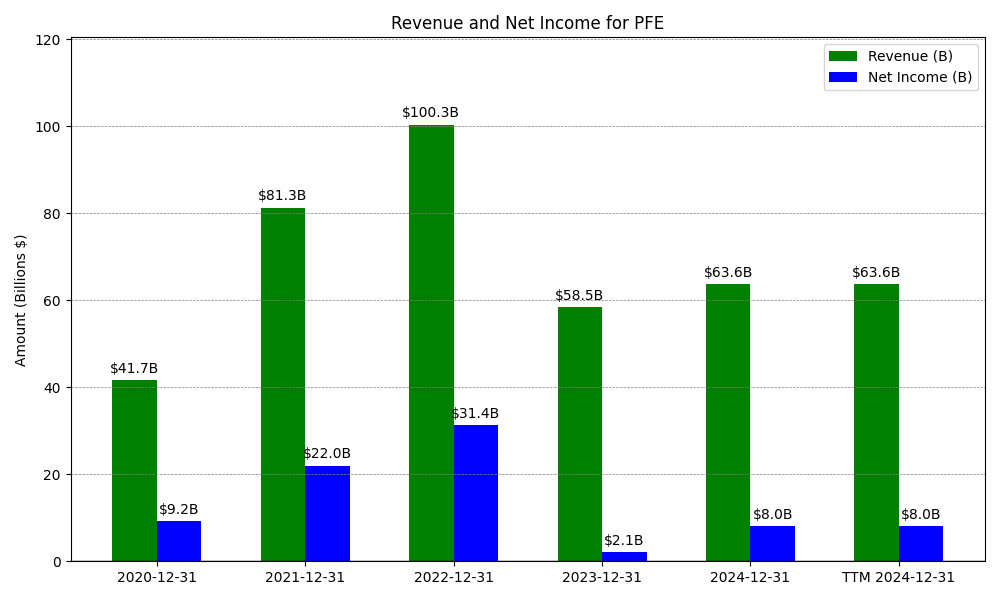 Revenue and Net Income for PFE
Revenue (B)
Net Income (B)
Amount (Billions $)
120
100
80
60
40
20
0
$41.7B
$9.2B
$81.3B
$22.0B
$100.3B
$31.4B
$58.5B
$2.1B
$63.6B
$8.0B
$63.6B
$8.0B
2020-12-31
2021-12-31
2022-12-31
2023-12-31
2024-12-31
TTM 2024-12-31